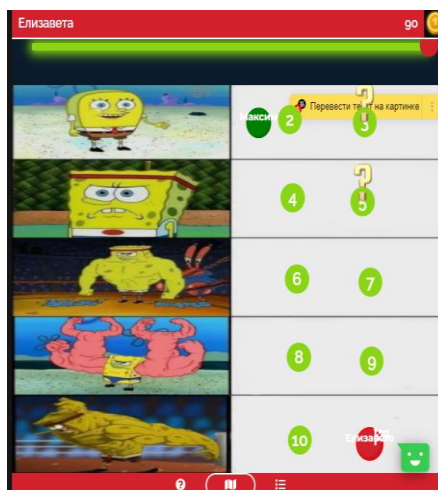 Елизавета 90
Перевести текст на картинке
Максим 2 3
4 5
6 7
8 9
10 Елизавета